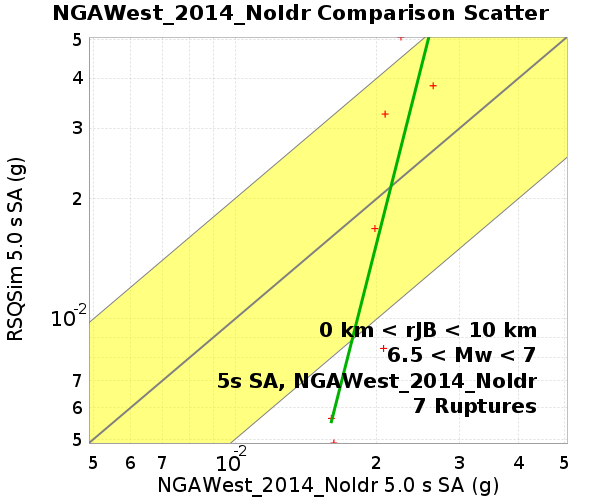 NGAWest_2014_NoIdr Comparison Scatter
RSQSim 5.0 s SA (g)
5
4
3
2
10-2
7
6
5
0 km < rJB < 10 km
6.5 < Mw < 7
5s SA, NGAWest_2014_NoIdr
7 Ruptures
5 6 7 10-2 2 3 4 5
NGAWest_2014_NoIdr 5.0 s SA (g)